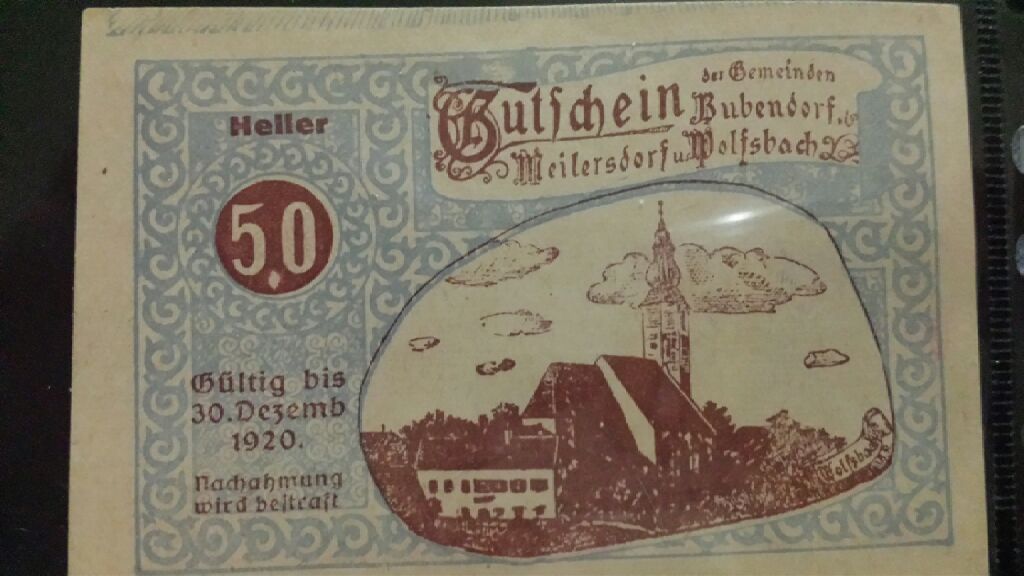 Heller
50
Gutschein der Gemeinden
Bubendorf,
Meilersdorf u. Wolfsbach
Gültig bis
30. Dezemb
1920.
Nachahmung
wird bestraft
Wolfsbach